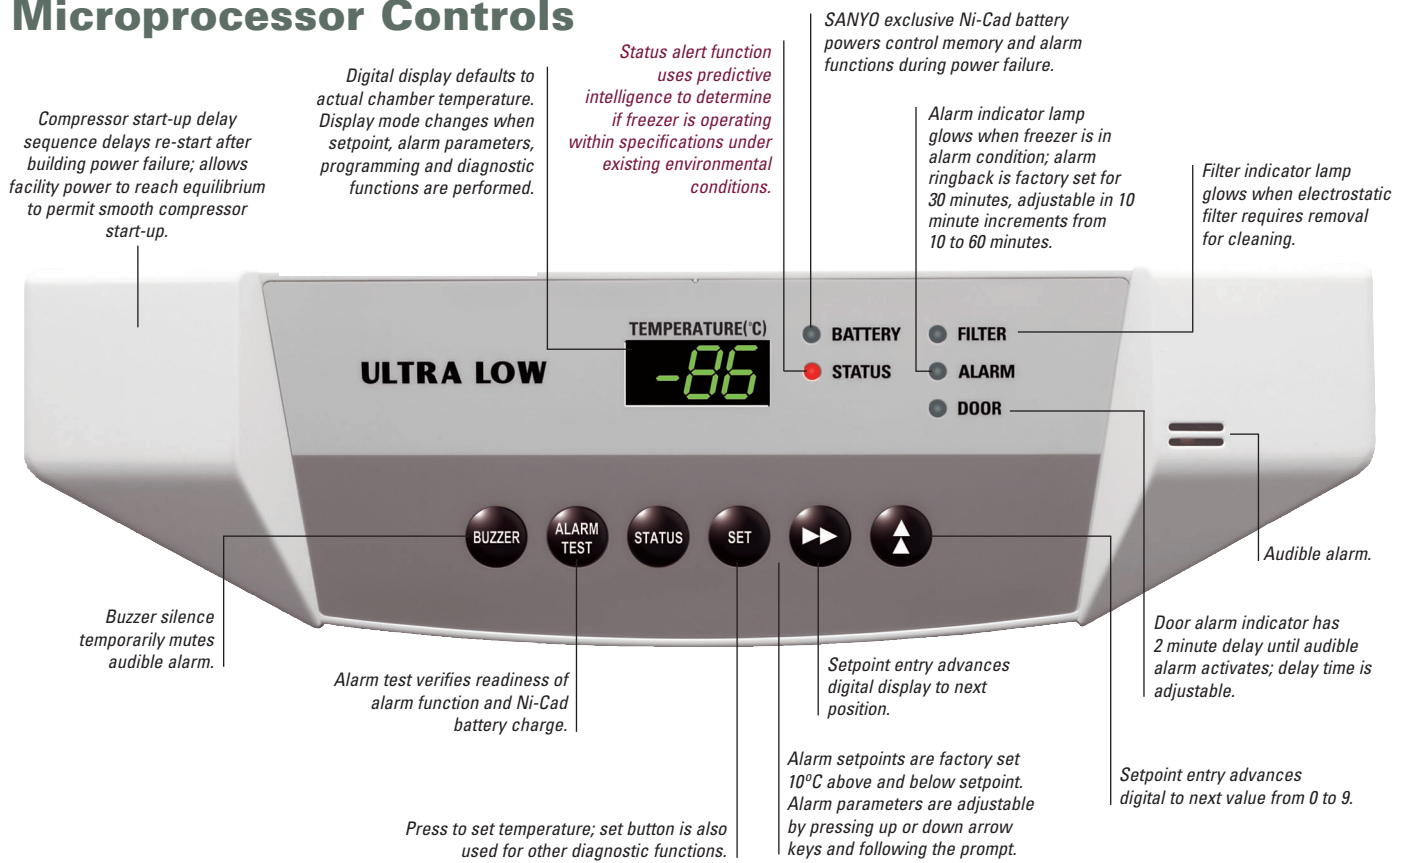 Microprocessor Controls
SANYO exclusive Ni-Cad battery
powers control memory and alarm
functions during power failure.
Status alert function
uses predictive
intelligence to determine
if freezer is operating
within specifications under
existing environmental
conditions.
Digital display defaults to
actual chamber temperature.
Display mode changes when
setpoint, alarm parameters,
programming and diagnostic
functions are performed.
Compressor start-up delay
sequence delays re-start after
building power failure; allows
facility power to reach equilibrium
to permit smooth compressor
start-up.
Alarm indicator lamp
glows when freezer is in
alarm condition; alarm
ringback is factory set for
30 minutes, adjustable in 10
minute increments from
10 to 60 minutes.
Filter indicator lamp
glows when electrostatic
filter requires removal
for cleaning.
TEMPERATURE(°C)
-86
ULTRA LOW
BATTERY
STATUS
FILTER
ALARM
DOOR
BUZZER
ALARM
TEST
STATUS
SET
Audible alarm.
Buzzer silence
temporarily mutes
audible alarm.
Alarm test verifies readiness of
alarm function and Ni-Cad
battery charge.
Setpoint entry advances
digital display to next
position.
Door alarm indicator has
2 minute delay until audible
alarm activates; delay time is
adjustable.
Press to set temperature; set button is also
used for other diagnostic functions.
Alarm setpoints are factory set
10ºC above and below setpoint.
Alarm parameters are adjustable
by pressing up or down arrow
keys and following the prompt.
Setpoint entry advances
digital to next value from 0 to 9.